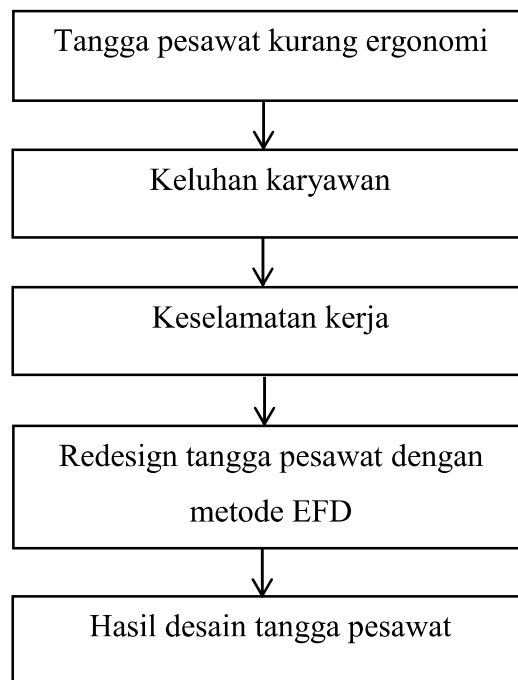 Tangga pesawat kurang ergonomi
Keluhan karyawan
Keselamatan kerja
Redesign tangga pesawat dengan
metode EFD
Hasil desain tangga pesawat